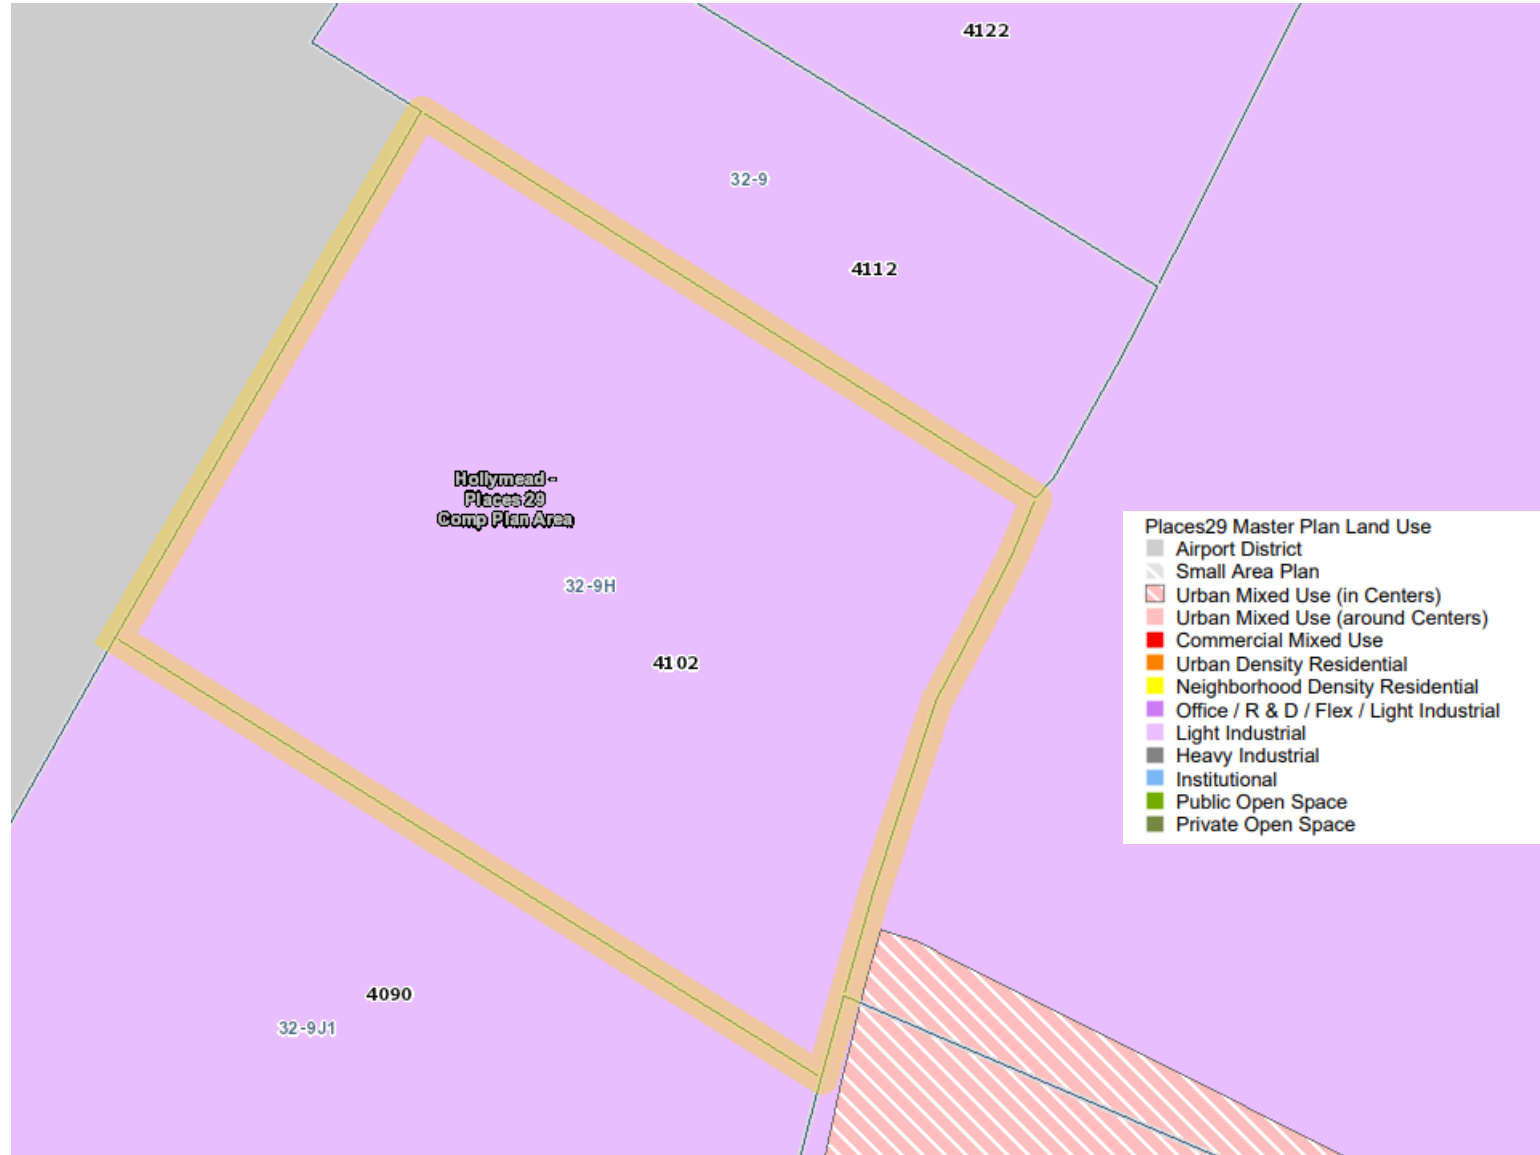 4122
32-9
4112
Hollymead -
Places 29
Comp Plan Area
32-9H
4102
4090
32-9J1
Places29 Master Plan Land Use
Airport District
Small Area Plan
Urban Mixed Use (in Centers)
Urban Mixed Use (around Centers)
Commercial Mixed Use
Urban Density Residential
Neighborhood Density Residential
Office / R & D / Flex / Light Industrial
Light Industrial
Heavy Industrial
Institutional
Public Open Space
Private Open Space